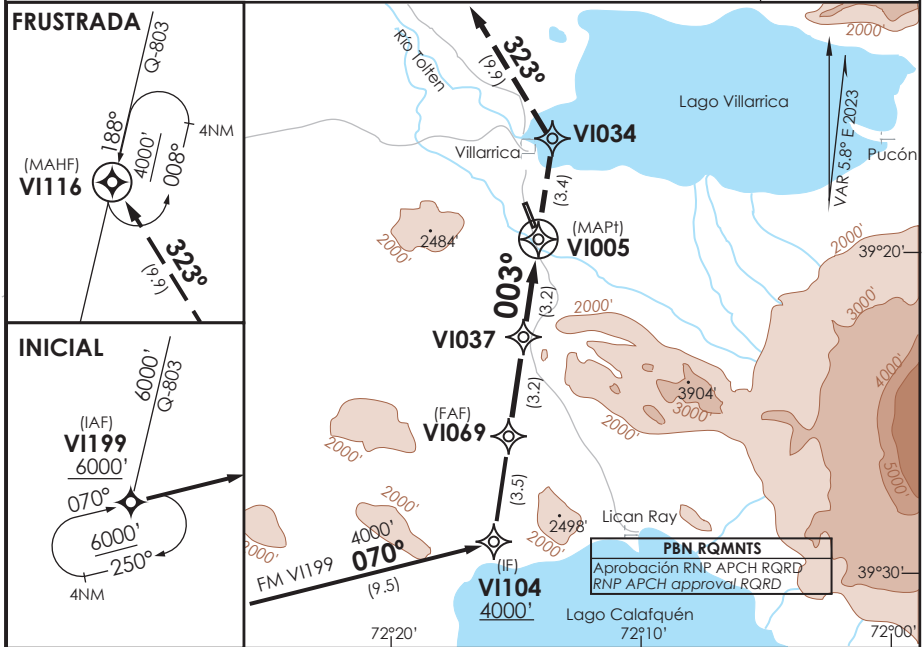 FRUSTRADA
Q-803
188°
4000'
008°
4NM
(MAHF)
VI116
323°
(9.9)
INICIAL
6000'
Q-803
(IAF)
VI199
6000'
070°
6000'
250°
4NM
2000'
Río Tolten
323°
(9.9)
Lago Villarrica
VAR 5.8° E 2023
VI034
Villarrica
Pucón
(3.4)
2484'
2000'
(MAPt)
VI005
2000'
39°20'
003°
(3.2)
2000'
3000'
VI037
4000'
3904'
3000'
(3.2)
(FAF)
VI069
2000'
2000'
5000'
(3.5)
2000'
4000'
2000'
2498'
2000'
Lican Ray
FM VI199
070°
(9.5)
(IF)
VI104
4000'
PBN RQMNTS
Aprobación RNP APCH RQRD
RNP APCH approval RQRD
39°30'
Lago Calafquén
72°20'
72°10'
72°00'